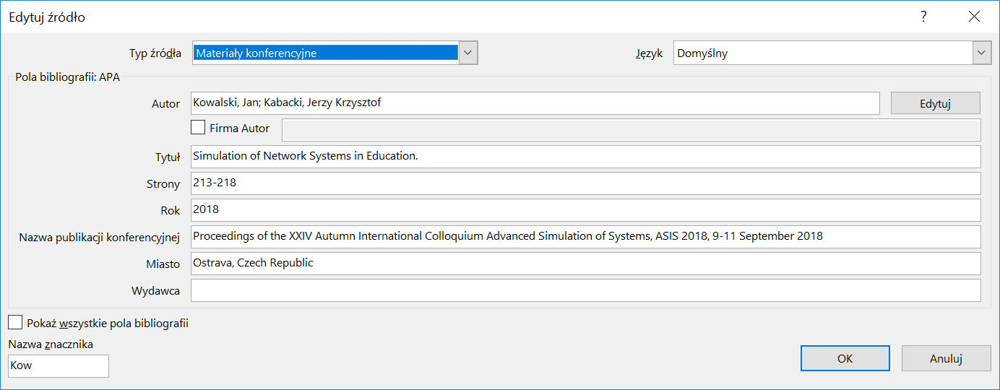 Edytuj źródło ?
Typ źródła Materiały konferencyjne Język Domyślny
Pola bibliografii: APA
Autor Kowalski, Jan; Kabacki, Jerzy Krzysztof Edytuj
Firma Autor
Tytuł Simulation of Network Systems in Education.
Strony 213-218
Rok 2018
Nazwa publikacji konferencyjnej Proceedings of the XXIV Autumn International Colloquium Advanced Simulation of Systems, ASIS 2018, 9-11 September 2018
Miasto Ostrava, Czech Republic
Wydawca
Pokaż wszystkie pola bibliografii
Nazwa znacznika
Kow
OK Anuluj